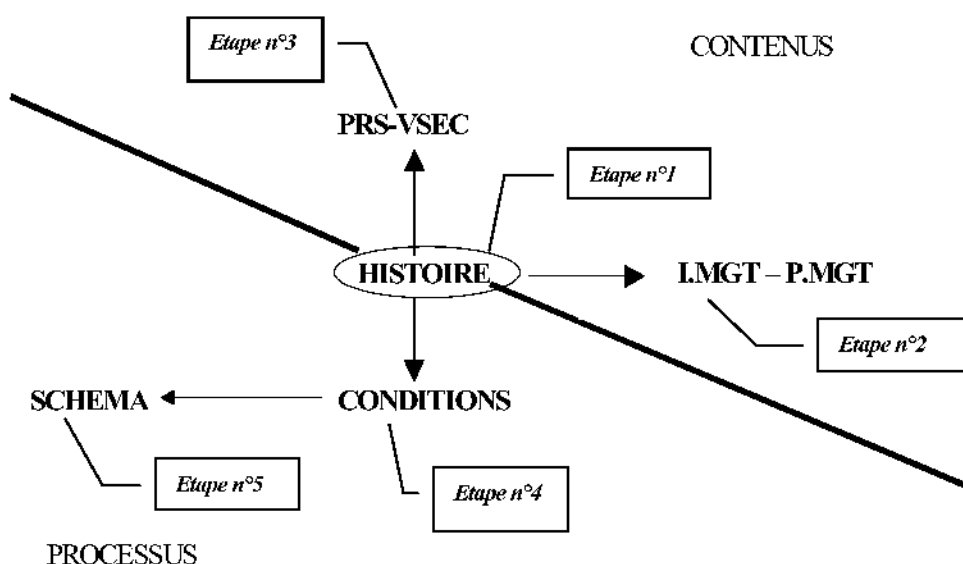 Etape n°3
CONTENUS
PRS-VSEC
Etape n°1
HISTOIRE
I.MGT – P.MGT
Etape n°2
SCHEMA
CONDITIONS
Etape n°5
Etape n°4
PROCESSUS